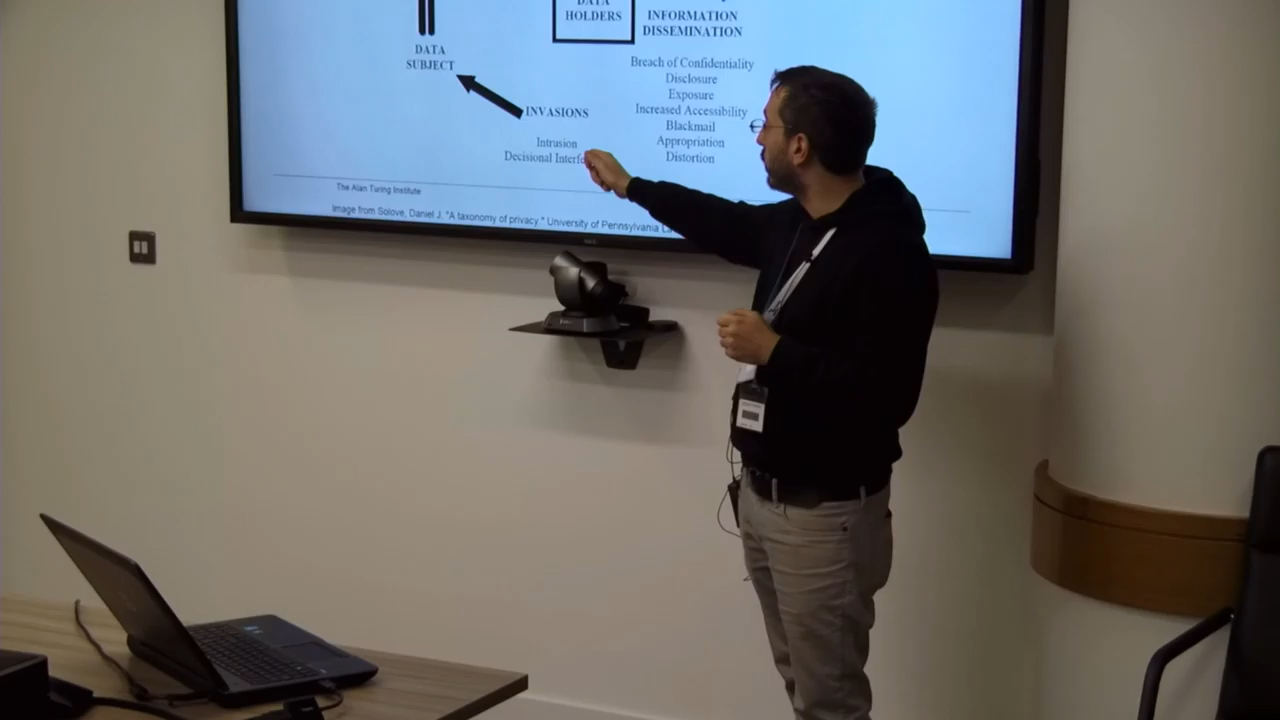 DATA
HOLDERS
INFORMATION
DISSEMINATION
DATA
SUBJECT
Breach of Confidentiality
Disclosure
Exposure
Increased Accessibility
Blackmail
Appropriation
Distortion
INVASIONS
Intrusion
Decisional
The Alan Turing Institute
Image from Solove, Daniel J. "A taxonomy of privacy." University of Pennsylvania